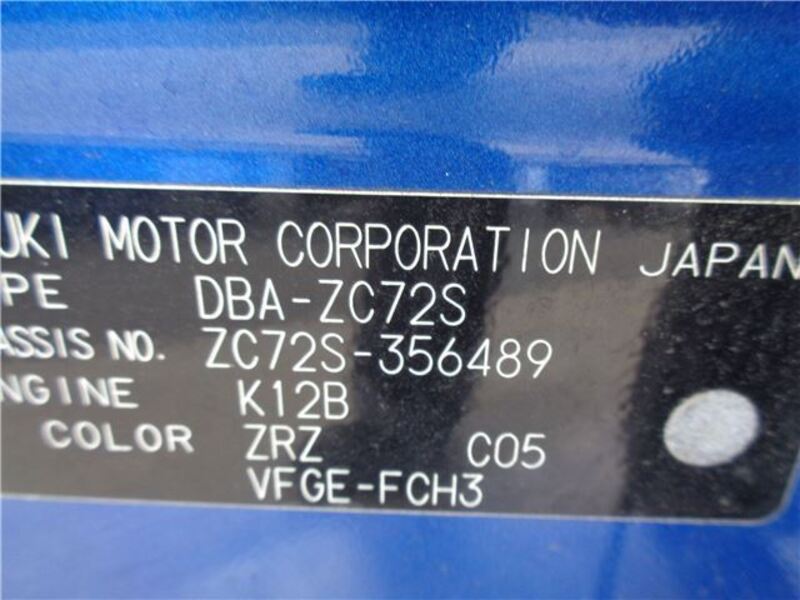 UKI MOTOR CORPORATION JAPAN
PE DBA-ZC72S
ASSIS NO. ZC72S-356489
NGINE K12B
COLOR ZRZ C05
VFGE-FCH3